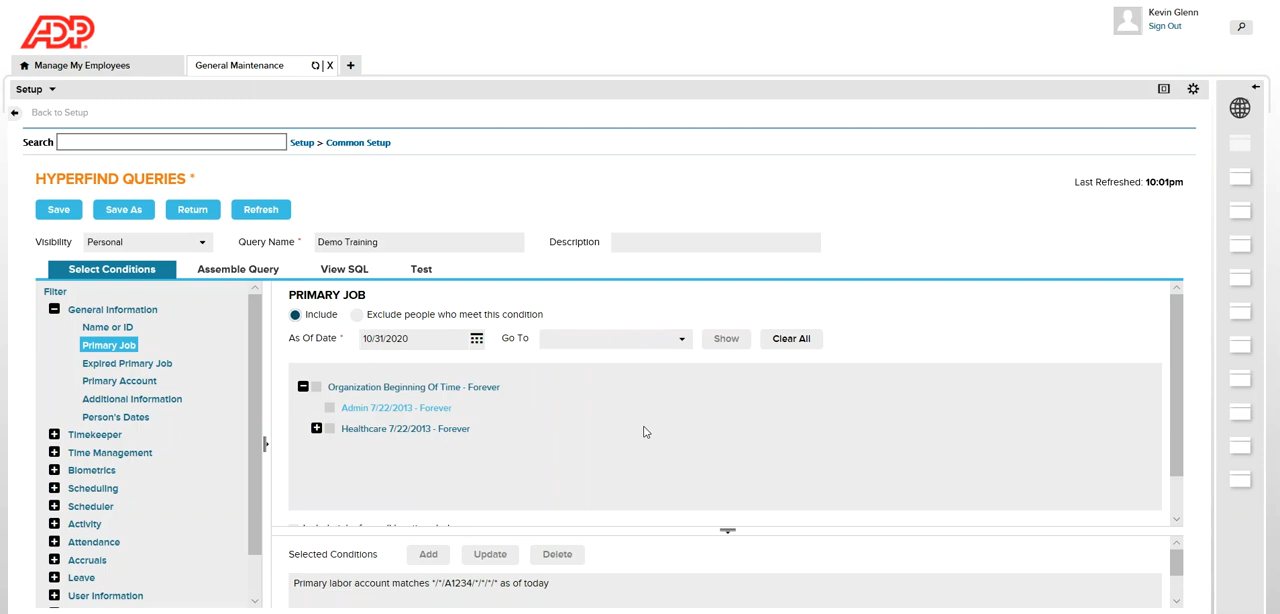 ADP
Kevin Glenn
Sign Out
Manage My Employees
General Maintenance
X
Setup
Back to Setup
Search
Setup > Common Setup
HYPERFIND QUERIES *
Last Refreshed: 10:01pm
Save
Save As
Return
Refresh
Visibility
Personal
Query Name *
Demo Training
Description
Select Conditions
Assemble Query
View SQL
Test
Filter
General Information
Name or ID
Primary Job
Expired Primary Job
Primary Account
Additional Information
Person's Dates
Timekeeper
Time Management
Biometrics
Scheduling
Scheduler
Activity
Attendance
Accruals
Leave
User Information
PRIMARY JOB
Include
Exclude people who meet this condition
As Of Date *
10/31/2020
Go To
Show
Clear All
Organization Beginning Of Time - Forever
Admin 7/22/2013 - Forever
Healthcare 7/22/2013 - Forever
Selected Conditions
Add
Update
Delete
Primary labor account matches */*/A1234/*/*/*/* as of today